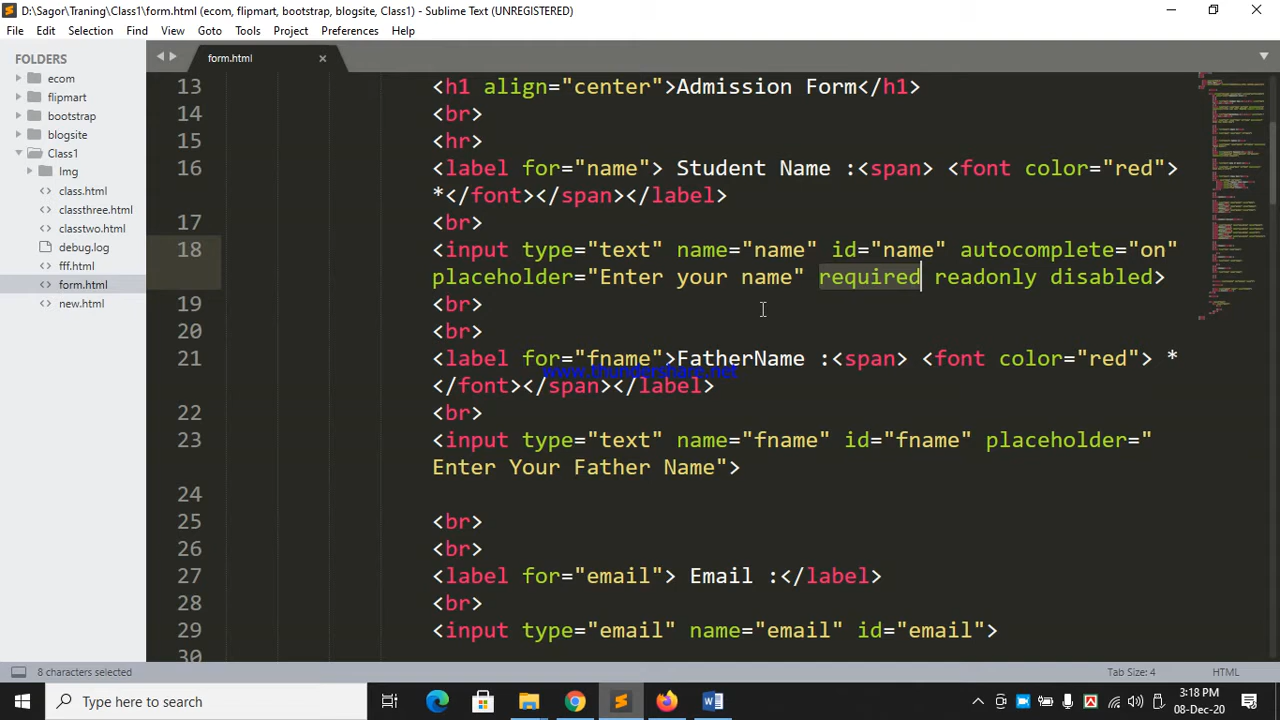 D:\Sagor\Traning\Class1\form.html (ecom, flipmart, bootstrap, blogsite, Class1) - Sublime Text (UNREGISTERED)
File Edit Selection Find View Goto Tools Project Preferences Help
FOLDERS
ecom
flipmart
bootstrap
blogsite
Class1
Img
class.html
classthree.html
classtwo.html
debug.log
fff.html
form.html
new.html
form.html
13 <h1 align="center">Admission Form</h1>
14 <br>
15 <hr>
16 <label for="name"> Student Name :<span> <font color="red">
*</font></span></label>
17 <br>
18 <input type="text" name="name" id="name" autocomplete="on"
placeholder="Enter your name" required readonly disabled>
19 <br>
20 <br>
21 <label for="fname">FatherName :<span> <font color="red"> *
</font></span></label>
www.thundershare.net
22 <br>
23 <input type="text" name="fname" id="fname" placeholder="
Enter Your Father Name">
24
25 <br>
26 <br>
27 <label for="email"> Email :</label>
28 <br>
29 <input type="email" name="email" id="email">
30
8 characters selected
Tab Size: 4
HTML
Type here to search
3:18 PM
08-Dec-20